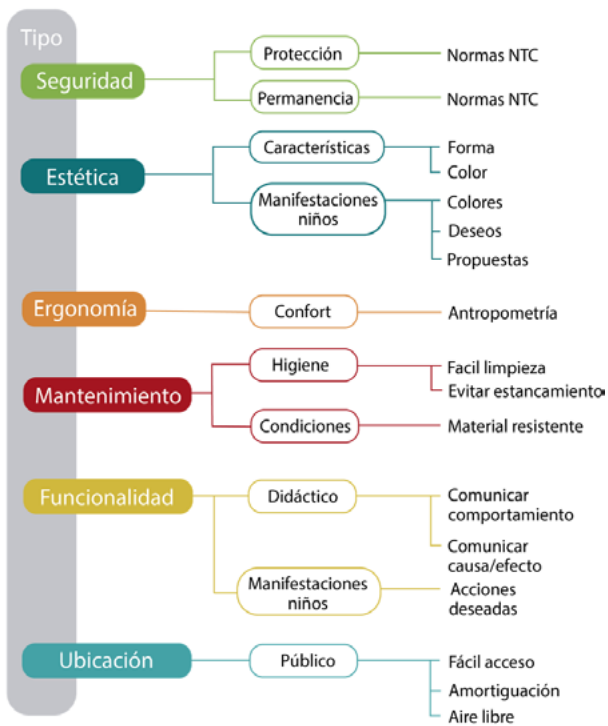 Tipo
Seguridad
Protección
Normas NTC
Permanencia
Normas NTC
Estética
Características
Forma
Color
Manifestaciones
niños
Colores
Deseos
Propuestas
Ergonomía
Confort
Antropometría
Mantenimiento
Higiene
Facil limpieza
Evitar estancamiento
Condiciones
Material resistente
Funcionalidad
Didáctico
Comunicar
comportamiento
Comunicar
causa/efecto
Manifestaciones
niños
Acciones
deseadas
Ubicación
Público
Fácil acceso
Amortiguación
Aire libre